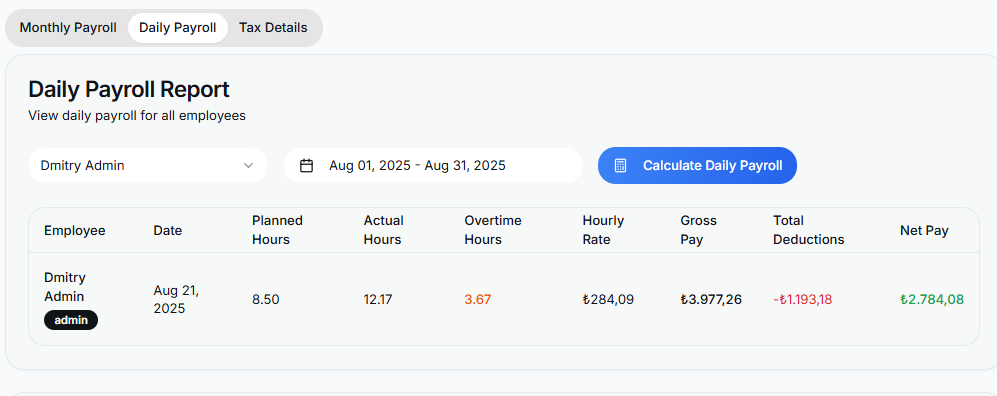 Monthly Payroll Daily Payroll Tax Details
Daily Payroll Report
View daily payroll for all employees
Dmitry Admin Aug 01, 2025 - Aug 31, 2025 Calculate Daily Payroll
Employee Date Planned Hours Actual Hours Overtime Hours Hourly Rate Gross Pay Total Deductions Net Pay
Dmitry Admin admin Aug 21, 2025 8.50 12.17 3.67 ₺284,09 ₺3.977,26 -₺1.193,18 ₺2.784,08